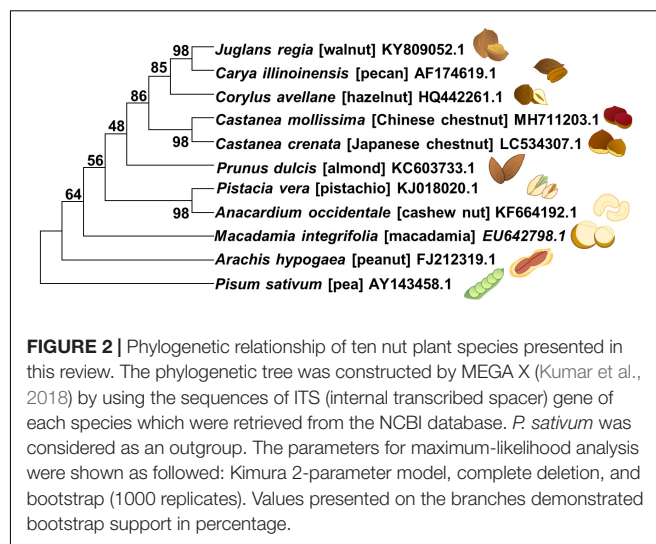 98 Juglans regia [walnut] KY809052.1
85 Carya illinoinensis [pecan] AF174619.1
86 Corylus avellane [hazelnut] HQ442261.1
48 Castanea mollissima [Chinese chestnut] MH711203.1
98 Castanea crenata [Japanese chestnut] LC534307.1
56 Prunus dulcis [almond] KC603733.1
64 Pistacia vera [pistachio] KJ018020.1
98 Anacardium occidentale [cashew nut] KF664192.1
Macadamia integrifolia [macadamia] EU642798.1
Arachis hypogaea [peanut] FJ212319.1
Pisum sativum [pea] AY143458.1
FIGURE 2 | Phylogenetic relationship of ten nut plant species presented in
this review. The phylogenetic tree was constructed by MEGA X (Kumar et al.,
2018) by using the sequences of ITS (internal transcribed spacer) gene of
each species which were retrieved from the NCBI database. P. sativum was
considered as an outgroup. The parameters for maximum-likelihood analysis
were shown as followed: Kimura 2-parameter model, complete deletion, and
bootstrap (1000 replicates). Values presented on the branches demonstrated
bootstrap support in percentage.